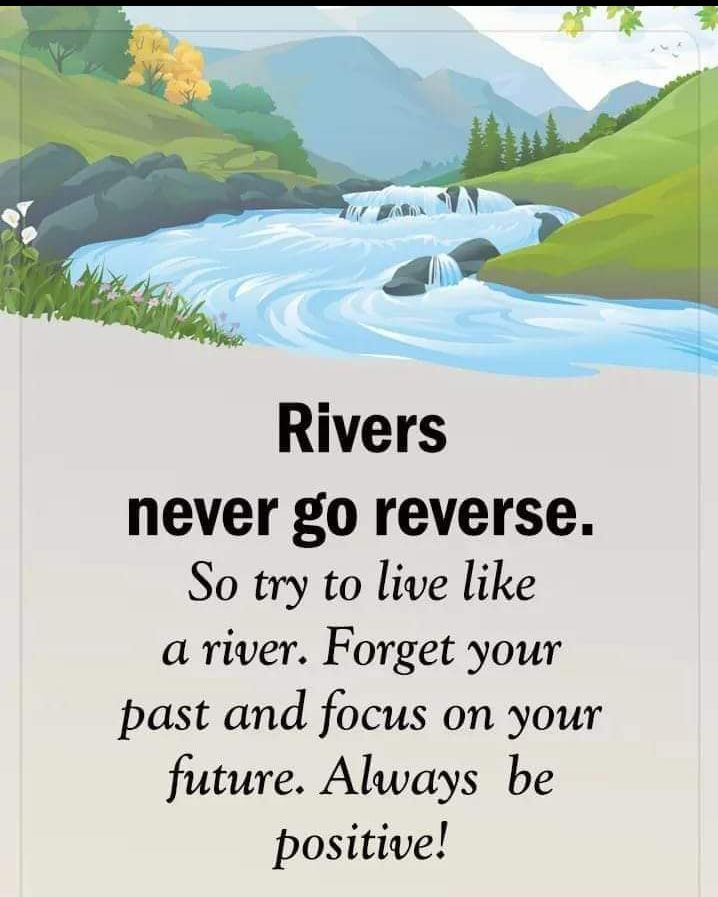 Rivers
never go reverse.
So try to live like
a river. Forget your
past and focus on your
future. Always be
positive!